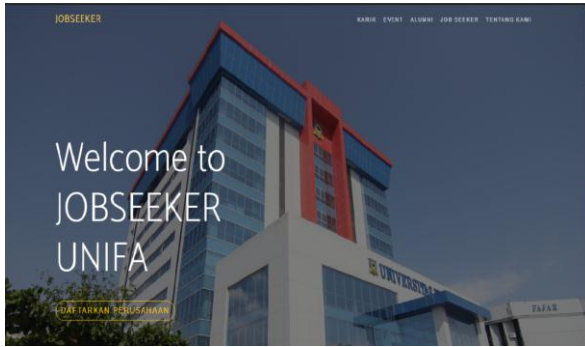 JOBSEEKER
KARIR EVENT ALUMNI JOB SEEKER TENTANG KAMI
Welcome to
JOBSEEKER
UNIFA
DAFTARKAN PERUSAHAAN
FAJAR